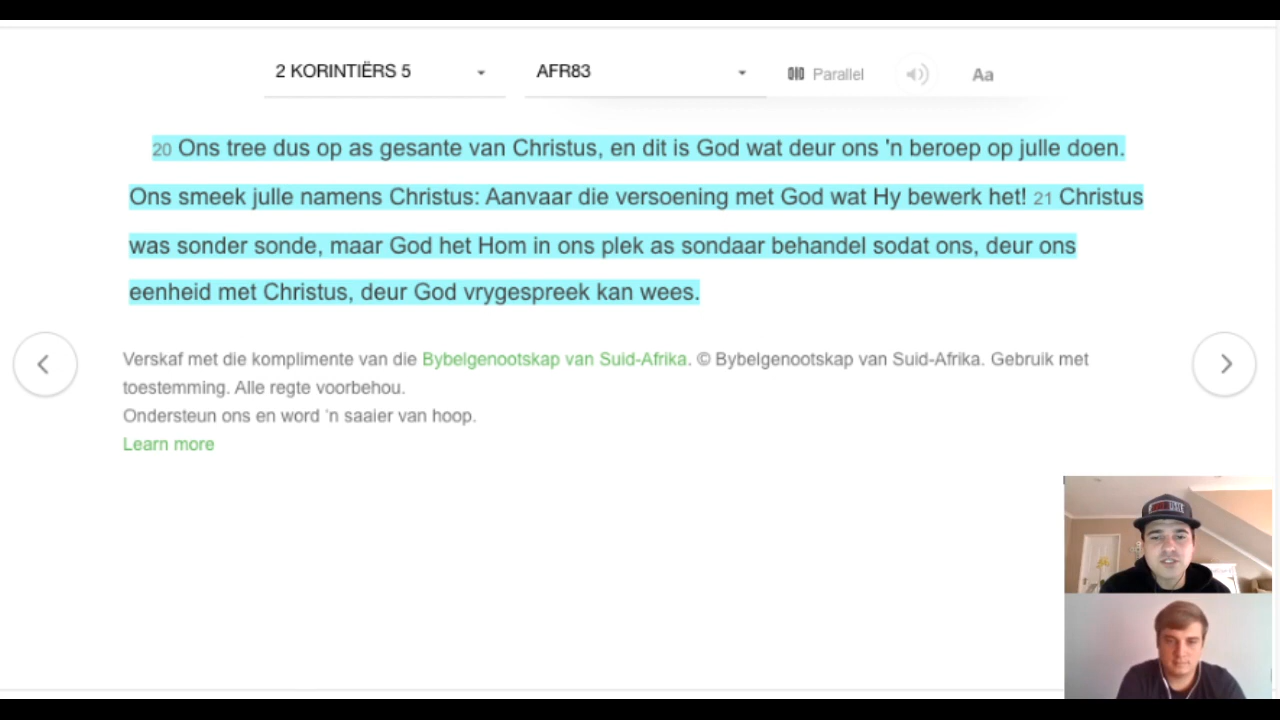 2 KORINTIËRS 5 AFR83 Parallel Aa
20 Ons tree dus op as gesante van Christus, en dit is God wat deur ons 'n beroep op julle doen.
Ons smeek julle namens Christus: Aanvaar die versoening met God wat Hy bewerk het! 21 Christus
was sonder sonde, maar God het Hom in ons plek as sondaar behandel sodat ons, deur ons
eenheid met Christus, deur God vrygespreek kan wees.
Verskaf met die komplimente van die Bybelgenootskap van Suid-Afrika. © Bybelgenootskap van Suid-Afrika. Gebruik met
toestemming. Alle regte voorbehou.
Ondersteun ons en word ’n saaier van hoop.
Learn more